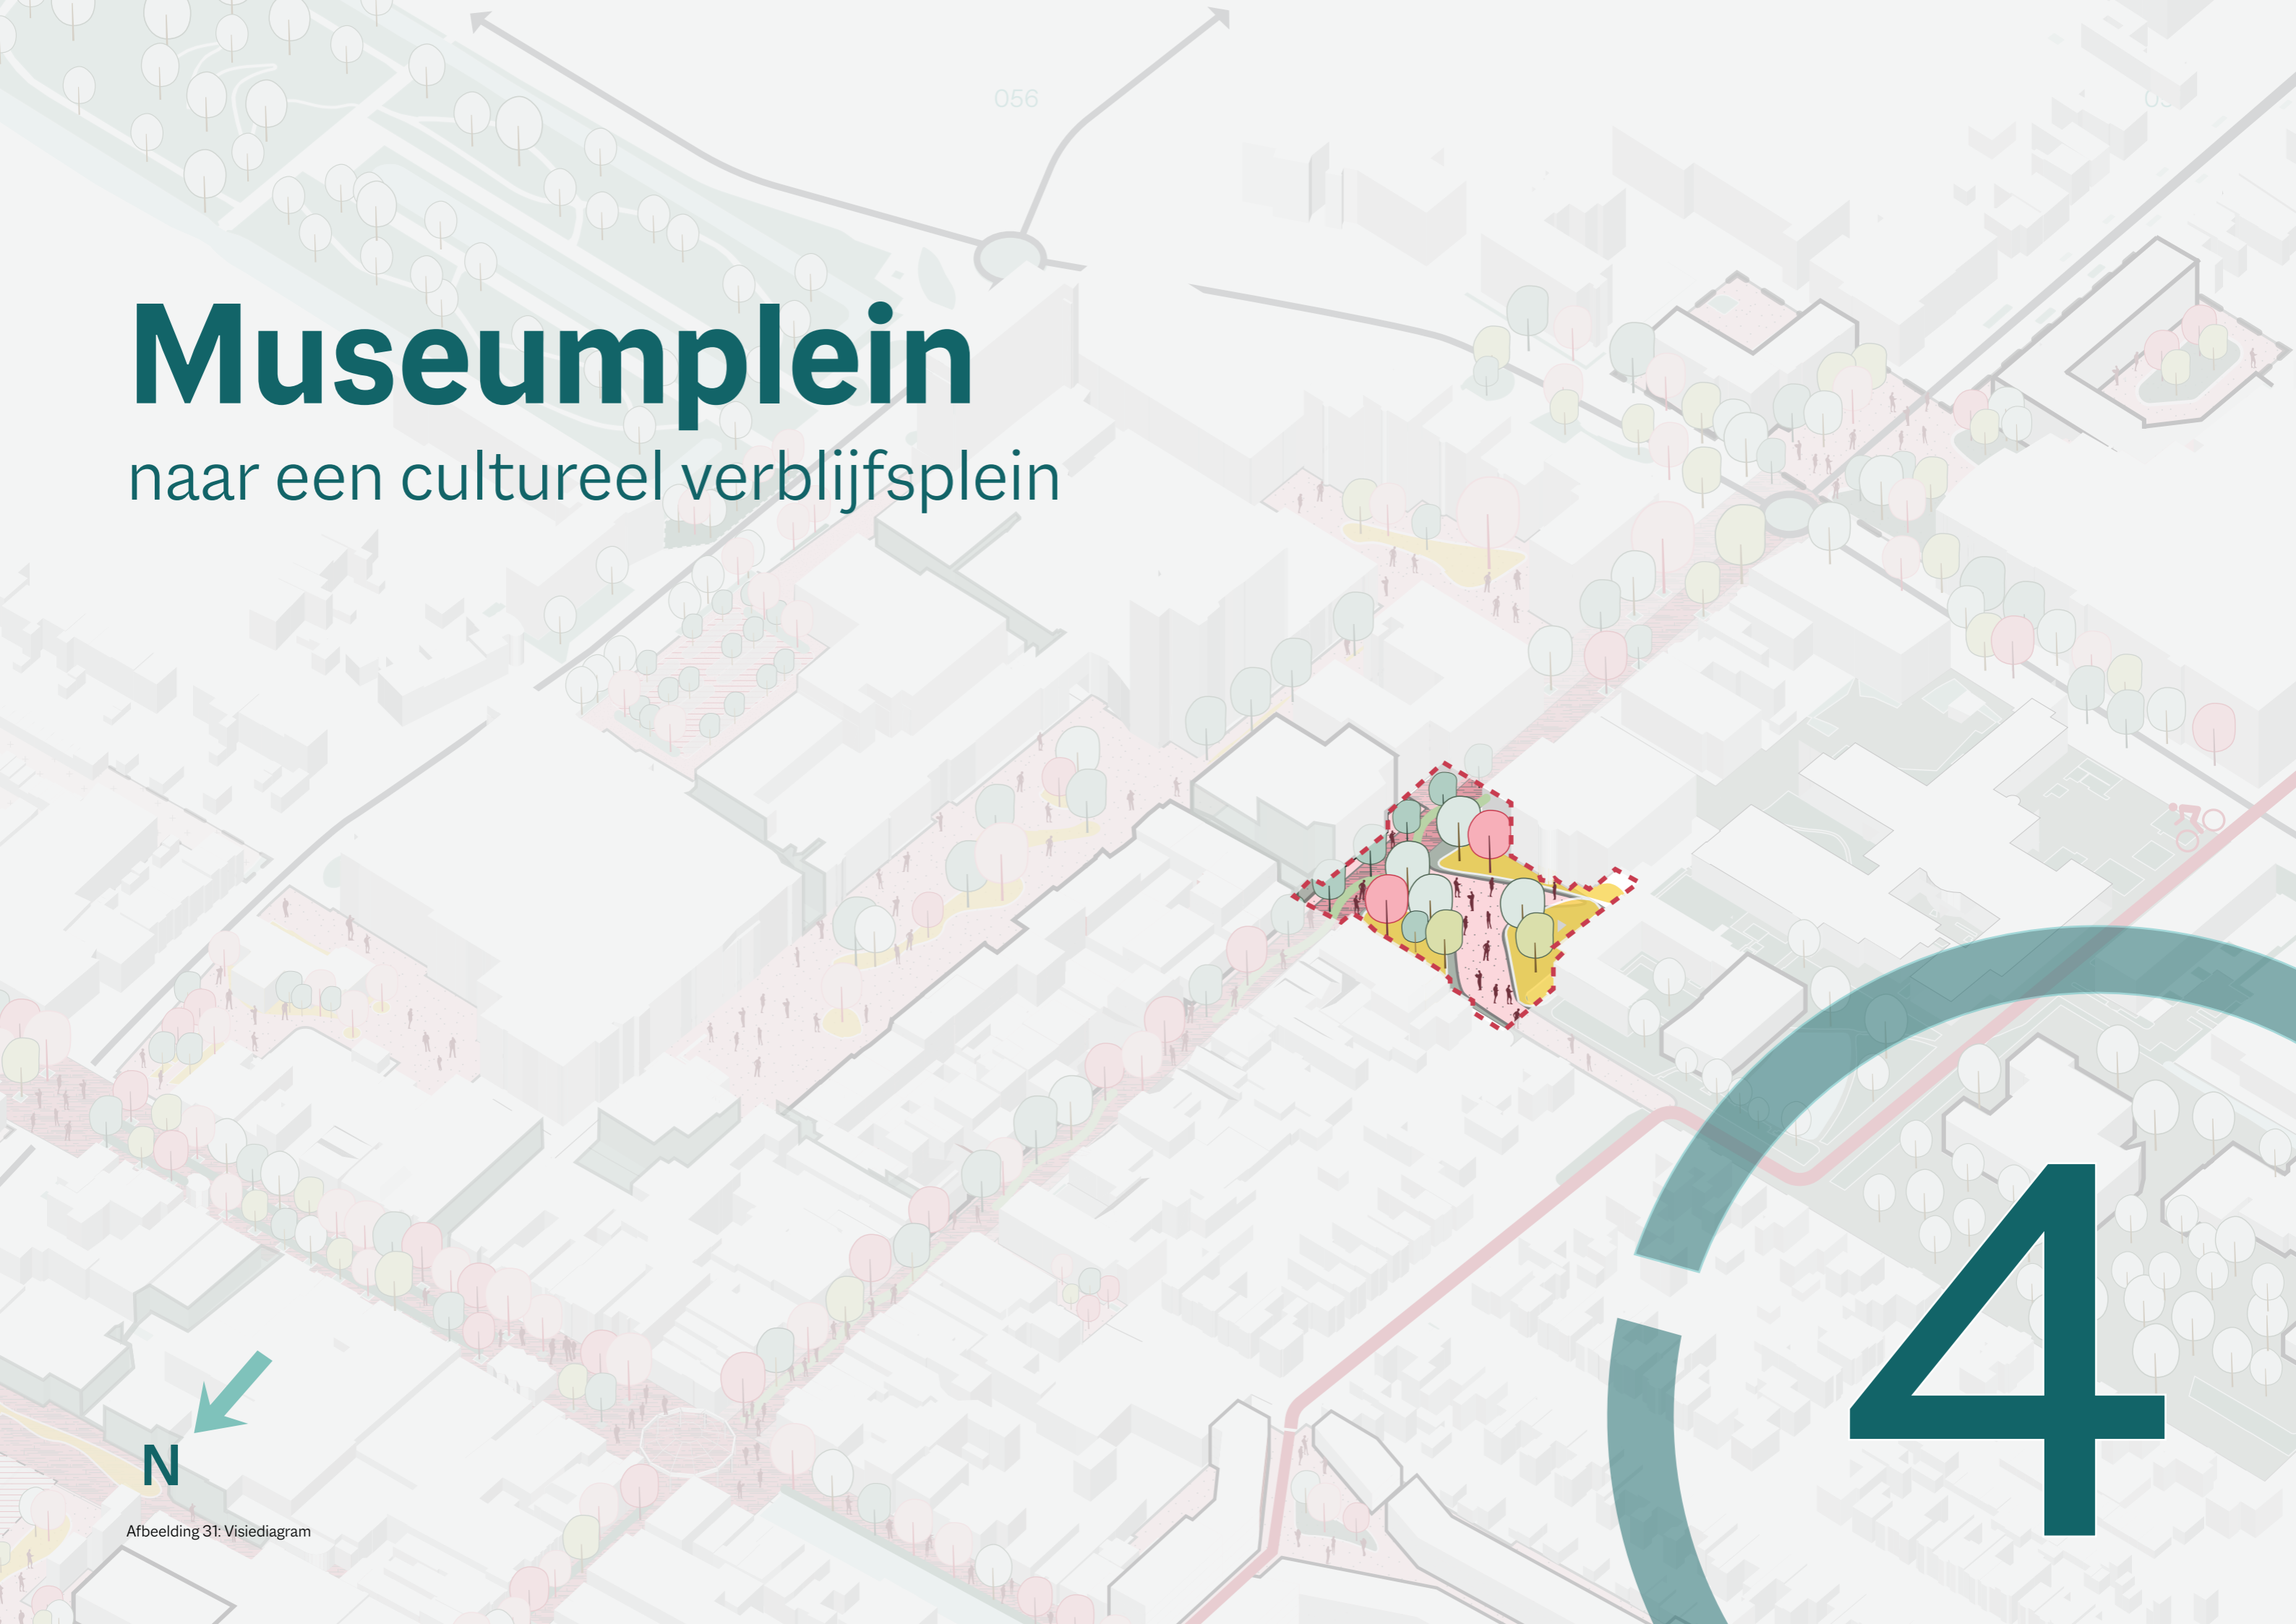 056
Museumplein
naar een cultureel verblijfsplein
4
N
Afbeelding 31: Visiediagram